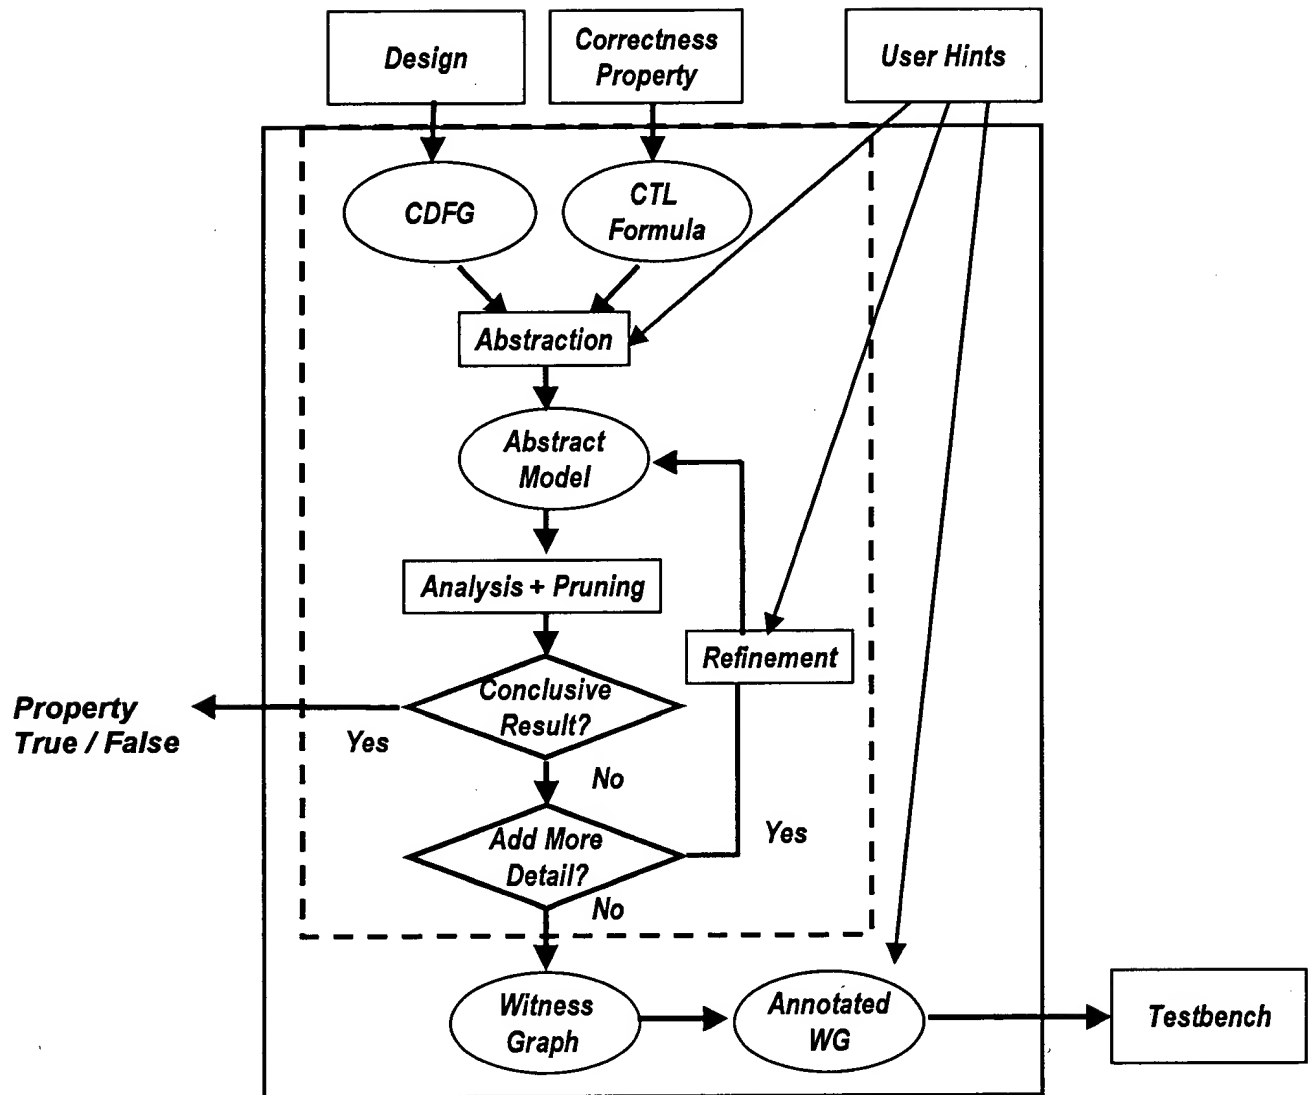 Design
Correctness
Property
User Hints
CDFG
CTL
Formula
Abstraction
Abstract
Model
Analysis + Pruning
Refinement
Conclusive
Result?
Property
True / False
Yes
No
Add More
Detail?
Yes
No
Witness
Graph
Annotated
WG
Testbench